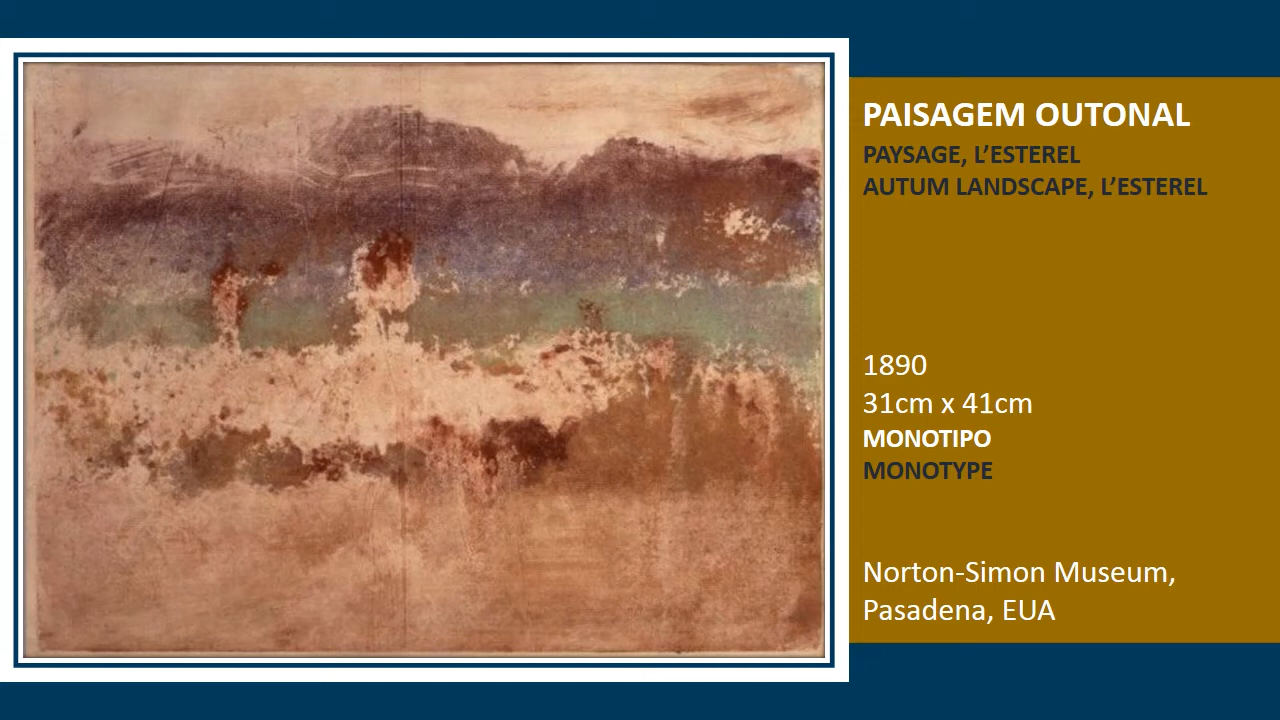 PAISAGEM OUTONAL
PAYSAGE, L’ESTEREL
AUTUM LANDSCAPE, L’ESTEREL
1890
31cm x 41cm
MONOTIPO
MONOTYPE
Norton-Simon Museum,
Pasadena, EUA